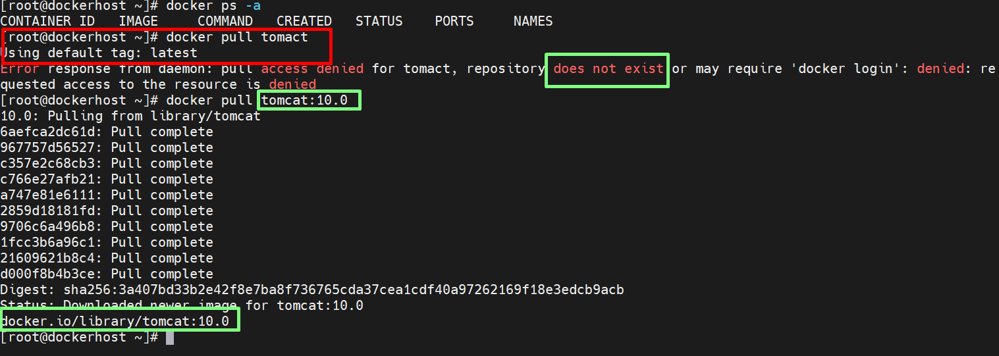 [root@dockerhost ~]# docker ps -a
CONTAINER ID   IMAGE     COMMAND   CREATED   STATUS    PORTS     NAMES
[root@dockerhost ~]# docker pull tomact
Using default tag: latest
Error response from daemon: pull access denied for tomact, repository does not exist or may require 'docker login': denied: re
quested access to the resource is denied
[root@dockerhost ~]# docker pull tomcat:10.0
10.0: Pulling from library/tomcat
6aefca2dc61d: Pull complete
967757d56527: Pull complete
c357e2c68cb3: Pull complete
c766e27afb21: Pull complete
a747e81e6111: Pull complete
2859d18181fd: Pull complete
9706c6a496b8: Pull complete
1fcc3b6a96c1: Pull complete
21609621b8c4: Pull complete
d000f8b4b3ce: Pull complete
Digest: sha256:3a407bd33b2e42f8e7ba8f736765cda37cea1cdf40a97262169f18e3edcb9acb
Status: Downloaded newer image for tomcat:10.0
docker.io/library/tomcat:10.0
[root@dockerhost ~]#